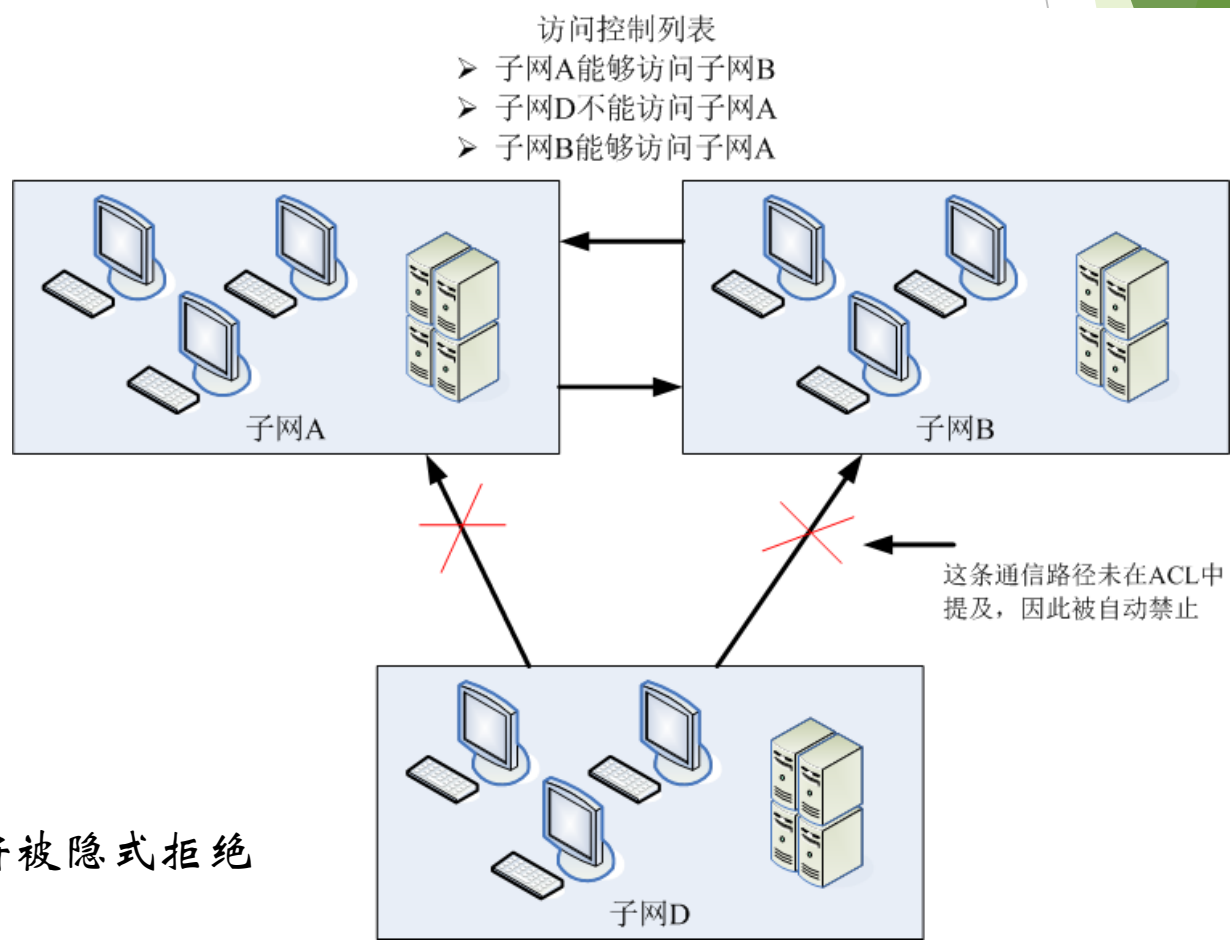 访问控制列表
➢ 子网A能够访问子网B
➢ 子网D不能访问子网A
➢ 子网B能够访问子网A
子网A
子网B
这条通信路径未在ACL中
提及，因此被自动禁止
被隐式拒绝
子网D